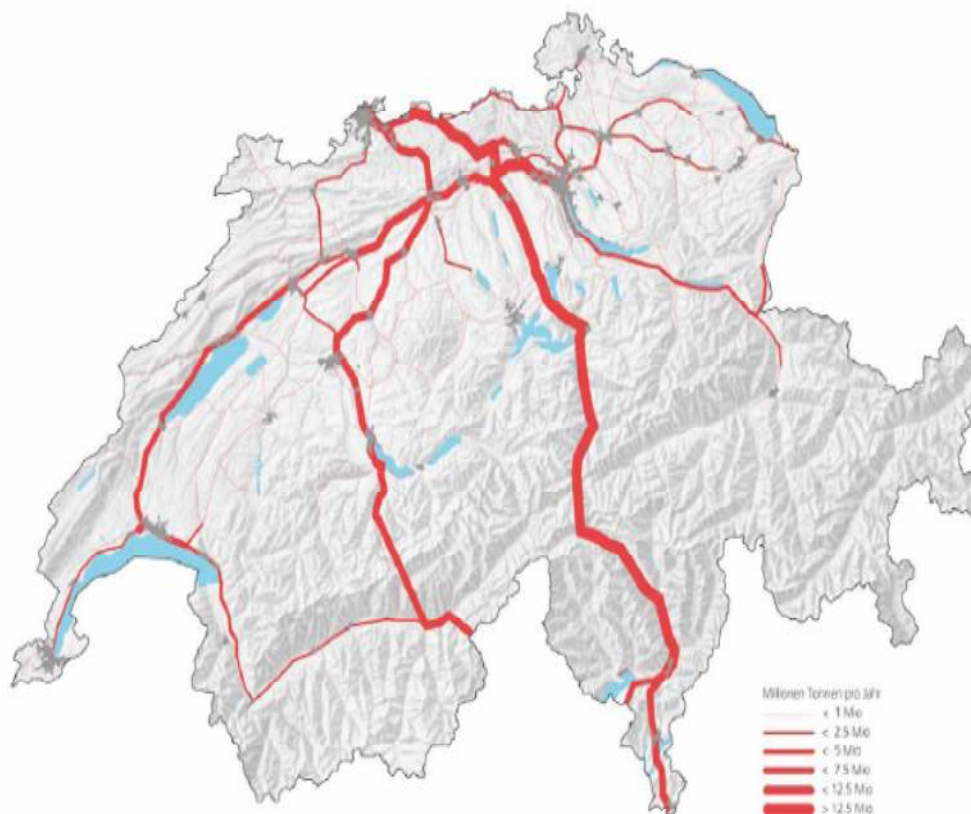 Millionen Tonnen pro Jahr
< 1 Mio
< 2.5 Mio
< 5 Mio
< 7.5 Mio
< 12.5 Mio
> 12.5 Mio